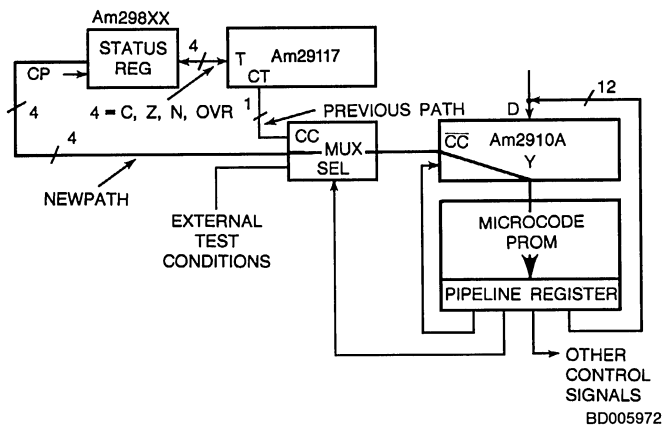 Am298XX
STATUS
REG
CP
4
T
Am29117
CT
4 = C, Z, N, OVR
1
PREVIOUS PATH
4
4
NEWPATH
CC
MUX
SEL
EXTERNAL
TEST
CONDITIONS
D
12
CC
Am2910A
Y
MICROCODE
PROM
PIPELINE REGISTER
OTHER
CONTROL
SIGNALS
BD005972